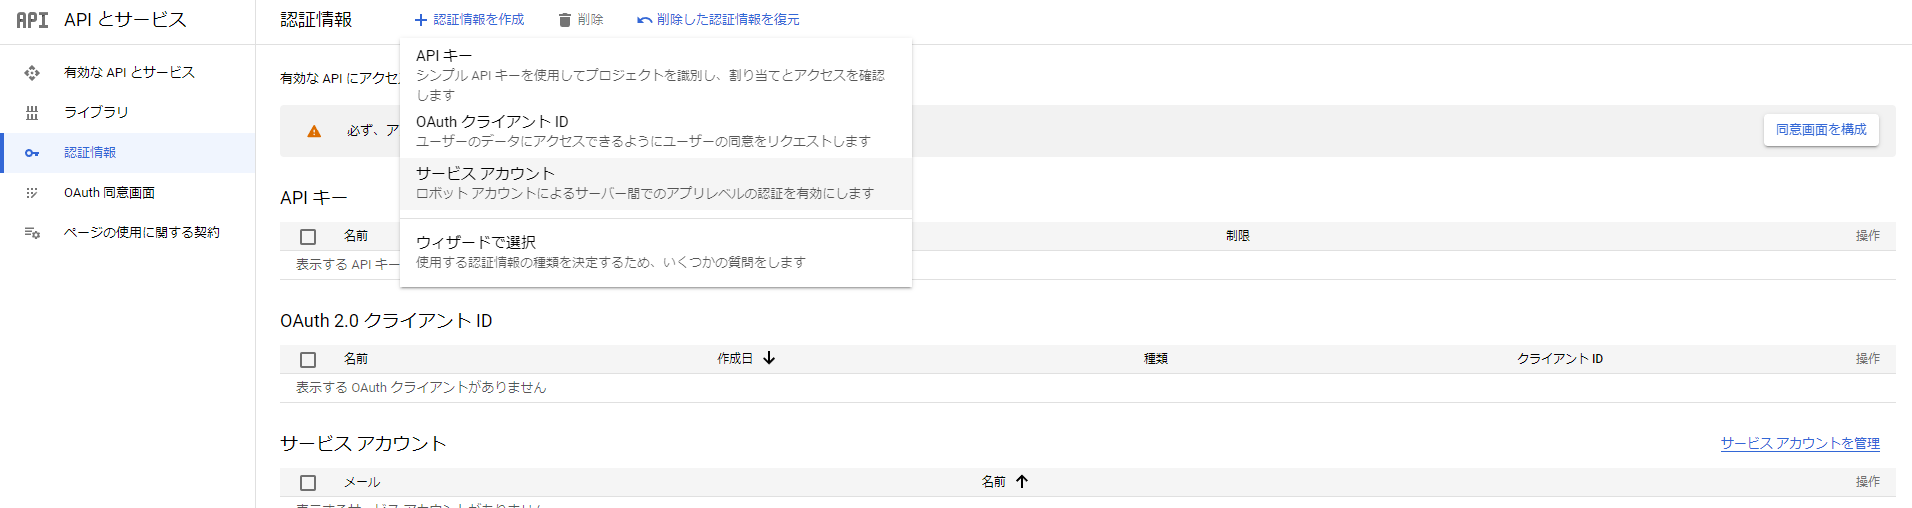 API API とサービス
認証情報
認証情報を作成
削除
削除した認証情報を復元
有効な API とサービス
ライブラリ
認証情報
OAuth 同意画面
ページの使用に関する契約
有効な API にアクセ
API キー
シンプル API キーを使用してプロジェクトを識別し、割り当てとアクセスを確認
します
OAuth クライアント ID
ユーザーのデータにアクセスできるようにユーザーの同意をリクエストします
サービス アカウント
ロボット アカウントによるサーバー間でのアプリレベルの認証を有効にします
ウィザードで選択
使用する認証情報の種類を決定するため、いくつかの質問をします
必ず、ア
同意画面を構成
API キー
名前
制限
操作
表示する API キー
OAuth 2.0 クライアント ID
名前
作成日
種類
クライアント ID
操作
表示する OAuth クライアントがありません
サービス アカウント
サービス アカウントを管理
メール
名前
操作